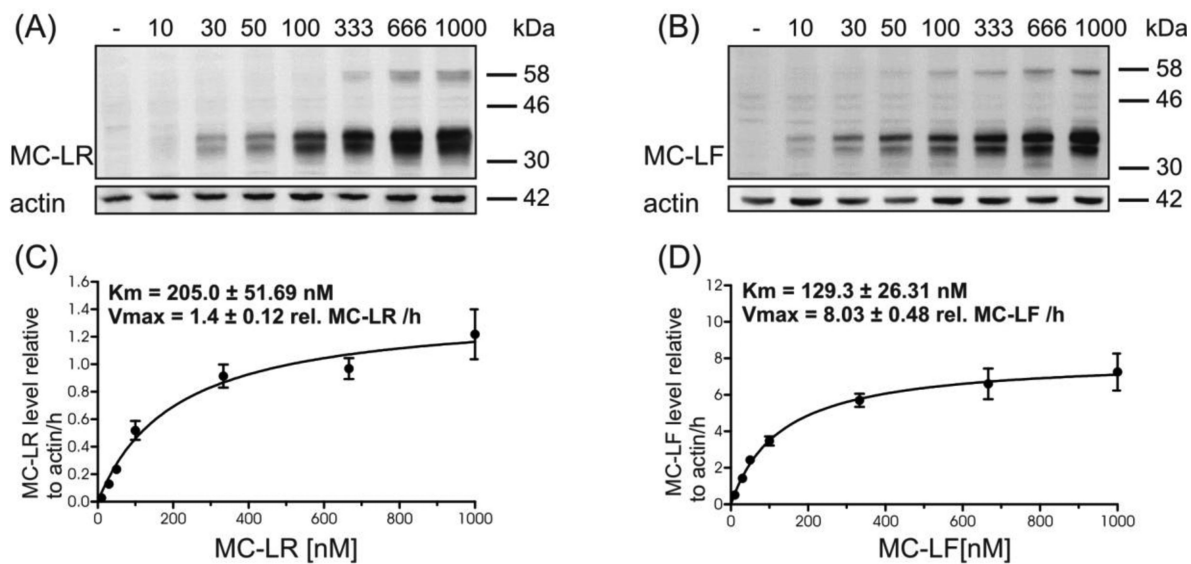 (A)
- 10 30 50 100 333 666 1000 kDa
58
46
MC-LR
30
actin
42
(B)
- 10 30 50 100 333 666 1000 kDa
58
46
MC-LF
30
actin
42
(C)
Km = 205.0 ± 51.69 nM
Vmax = 1.4 ± 0.12 rel. MC-LR /h
MC-LR level relative
to actin/h
1.6
1.4
1.2
1.0
0.8
0.6
0.4
0.2
0.0
0 200 400 600 800 1000
MC-LR [nM]
(D)
Km = 129.3 ± 26.31 nM
Vmax = 8.03 ± 0.48 rel. MC-LF /h
MC-LF level relative
to actin/h
12
10
8
6
4
2
0
0 200 400 600 800 1000
MC-LF[nM]